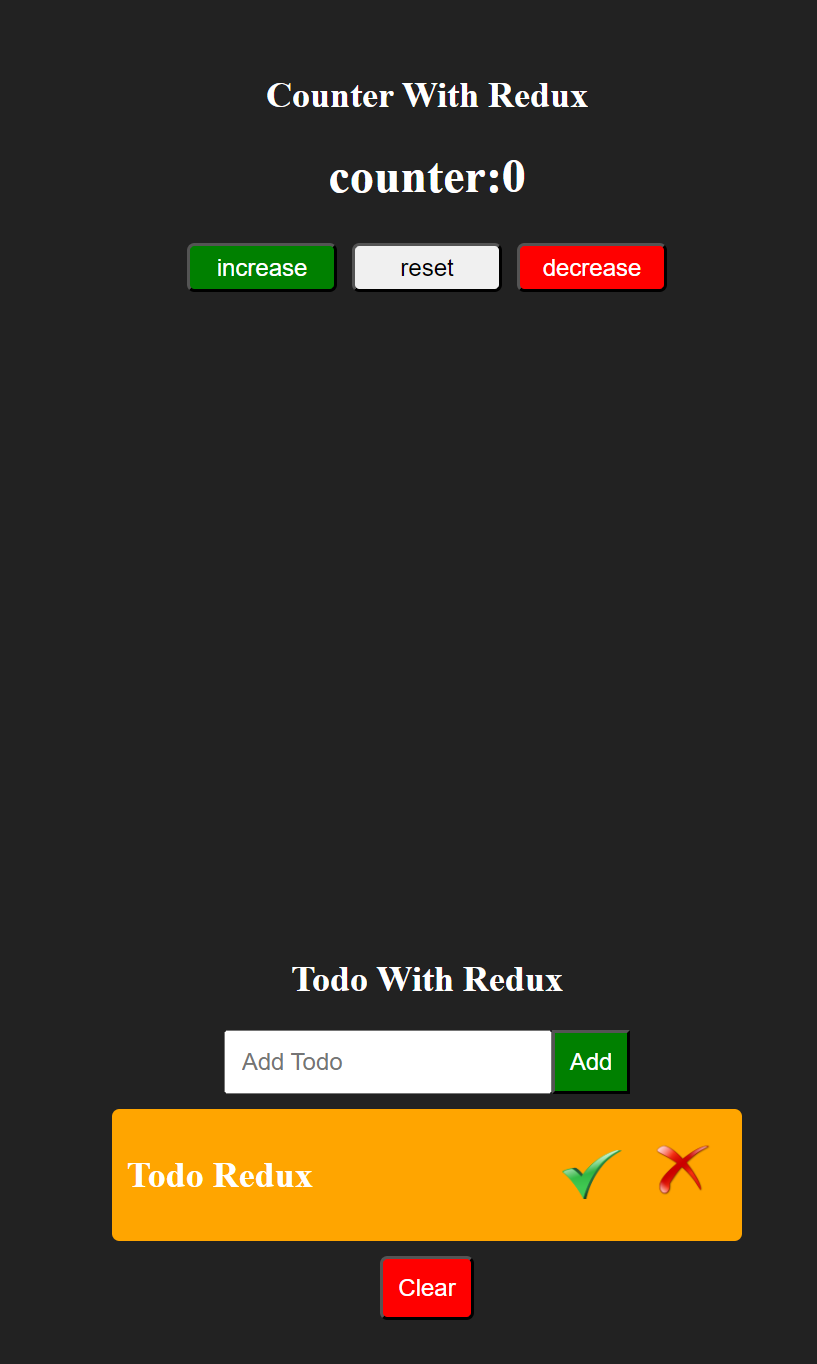 Counter With Redux
counter:0
increase reset decrease
Todo With Redux
Add Todo Add
Todo Redux
Clear